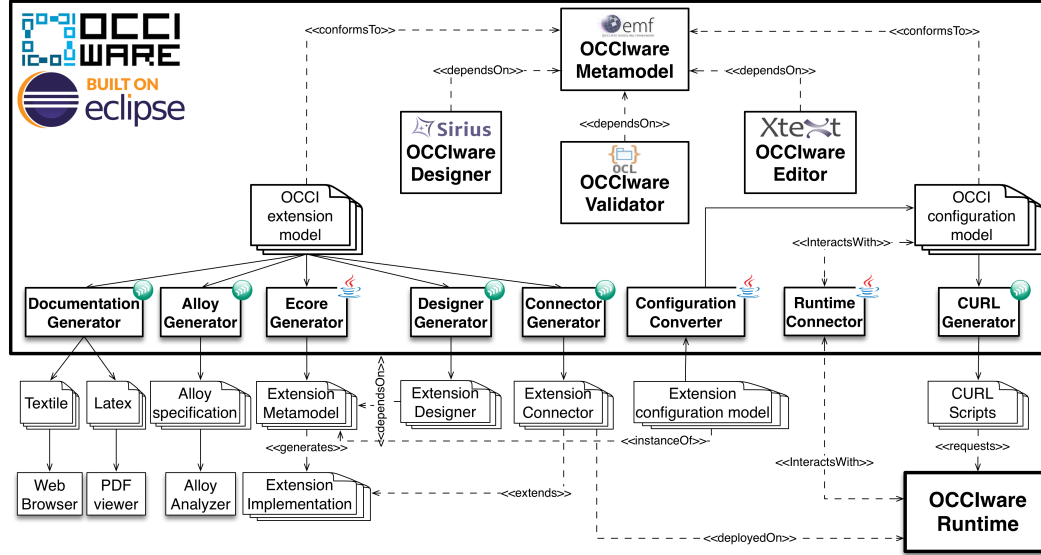 OCCI
WARE
BUILT ON
eclipse
<<conformsTo>>
emf
OCCIware
Metamodel
<<conformsTo>>
<<dependsOn>>
<<dependsOn>>
Sirius
OCCIware
Designer
<<dependsOn>>
OCL
OCCIware
Validator
Xtext
OCCIware
Editor
OCCI
extension
model
OCCI
configuration
model
<<InteractsWith>>
Documentation
Generator
Alloy
Generator
Ecore
Generator
Designer
Generator
Connector
Generator
Configuration
Converter
Runtime
Connector
CURL
Generator
Textile
Latex
Alloy
specification
Extension
Metamodel
<<dependsOn>>
Extension
Designer
Extension
Connector
Extension
configuration model
CURL
Scripts
<<generates>>
<<instanceOf>>
<<requests>>
<<InteractsWith>>
Web
Browser
PDF
viewer
Alloy
Analyzer
Extension
Implementation
<<extends>>
OCCIware
Runtime
<<deployedOn>>